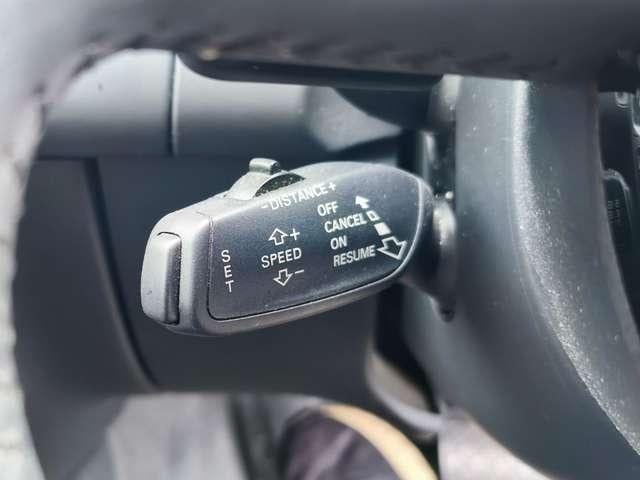 - DISTANCE +
OFF
CANCEL
ON
RESUME
+
SPEED
-
SET